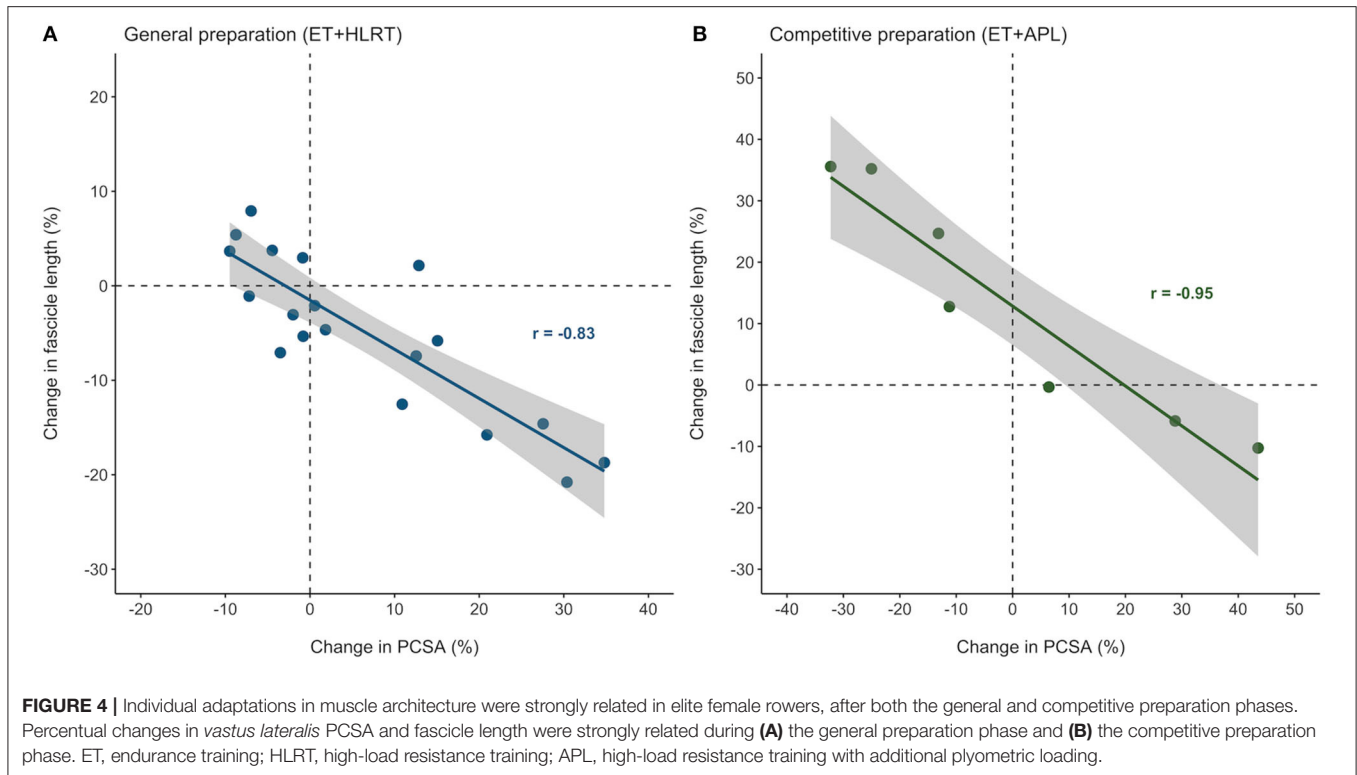 A General preparation (ET+HLRT)
Change in fascicle length (%)
20
10
0
-10
-20
-30
r = -0.83
-20 -10 0 10 20 30 40
Change in PCSA (%)
B Competitive preparation (ET+APL)
Change in fascicle length (%)
50
40
30
20
10
0
-10
-20
-30
r = -0.95
-40 -30 -20 -10 0 10 20 30 40 50
Change in PCSA (%)
FIGURE 4 | Individual adaptations in muscle architecture were strongly related in elite female rowers, after both the general and competitive preparation phases.
Percentual changes in vastus lateralis PCSA and fascicle length were strongly related during (A) the general preparation phase and (B) the competitive preparation
phase. ET, endurance training; HLRT, high-load resistance training; APL, high-load resistance training with additional plyometric loading.